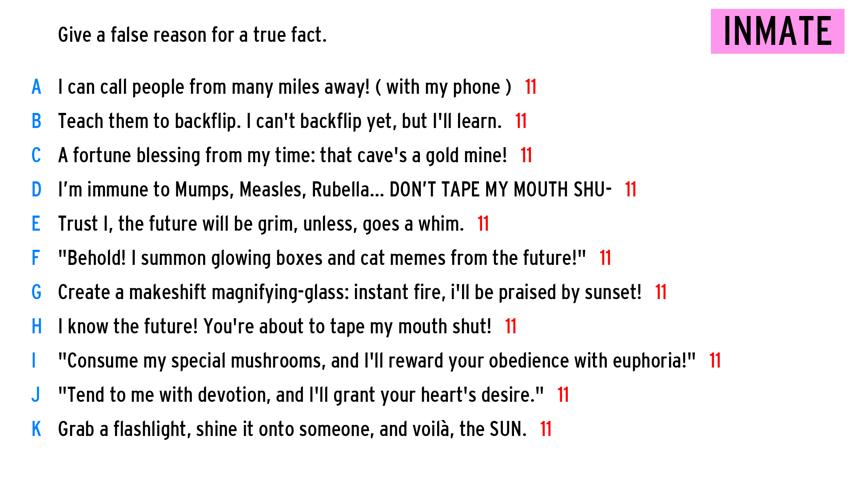 Give a false reason for a true fact.
INMATE
A I can call people from many miles away! ( with my phone ) 11
B Teach them to backflip. I can't backflip yet, but I'll learn. 11
C A fortune blessing from my time: that cave's a gold mine! 11
D I'm immune to Mumps, Measles, Rubella... DON'T TAPE MY MOUTH SHU- 11
E Trust I, the future will be grim, unless, goes a whim. 11
F "Behold! I summon glowing boxes and cat memes from the future!" 11
G Create a makeshift magnifying-glass: instant fire, i'll be praised by sunset! 11
H I know the future! You're about to tape my mouth shut! 11
I "Consume my special mushrooms, and I'll reward your obedience with euphoria!" 11
J "Tend to me with devotion, and I'll grant your heart's desire." 11
K Grab a flashlight, shine it onto someone, and voilà, the SUN. 11